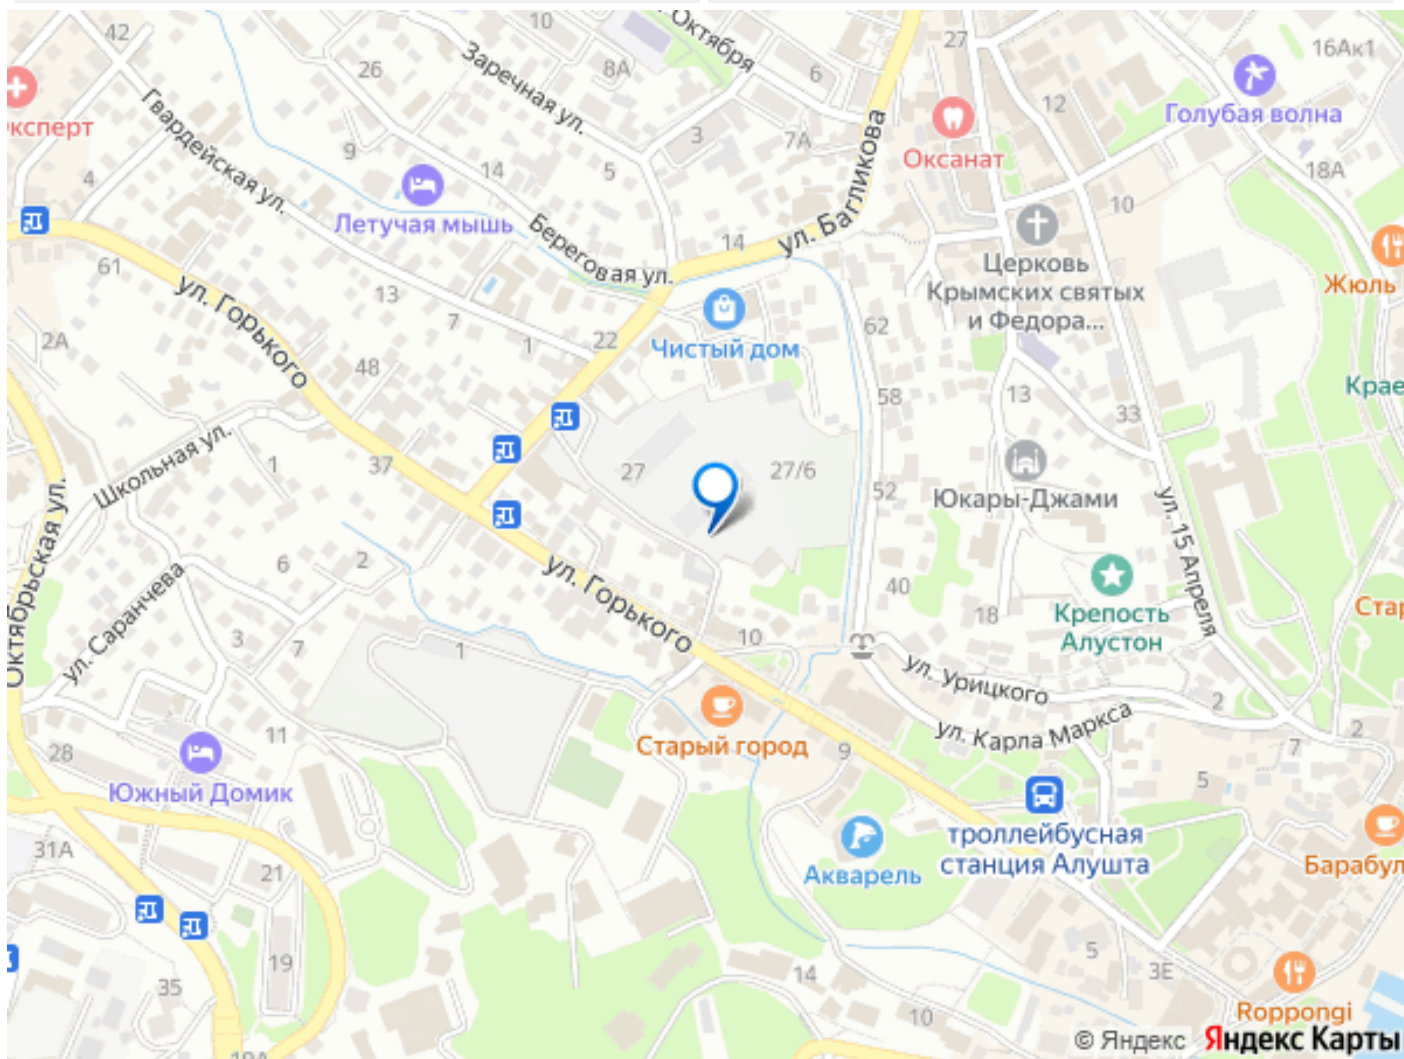 42
10
Октября
16Ак1
26
Заречная ул.
8А
6
27
12
Голубая волна
ксперт
Гвардейская ул.
9
14
5
3
7А
ул. Багликова
Оксанат
18А
4
Летучая мышь
Береговая ул.
14
10
Церковь
Крымских святых
и Федора...
Жюль
61
ул. Горького
13
7
1
22
Чистый дом
62
2А
48
58
13
33
Крае
Школьная ул.
1
37
27
27/6
52
Юкары-Джами
ул. 15 Апреля
Октябрьская ул.
6
2
ул. Горького
40
18
Крепость
Алустон
Стар
ул. Саранчева
3
7
1
10
ул. Урицкого
2
2
28
11
Старый город
9
ул. Карла Маркса
7
5
Южный Домик
31А
21
Акварель
троллейбусная
станция Алушта
Барабул
19
35
14
5
3Е
10
Roppongi
19А
© Яндекс Яндекс Карты